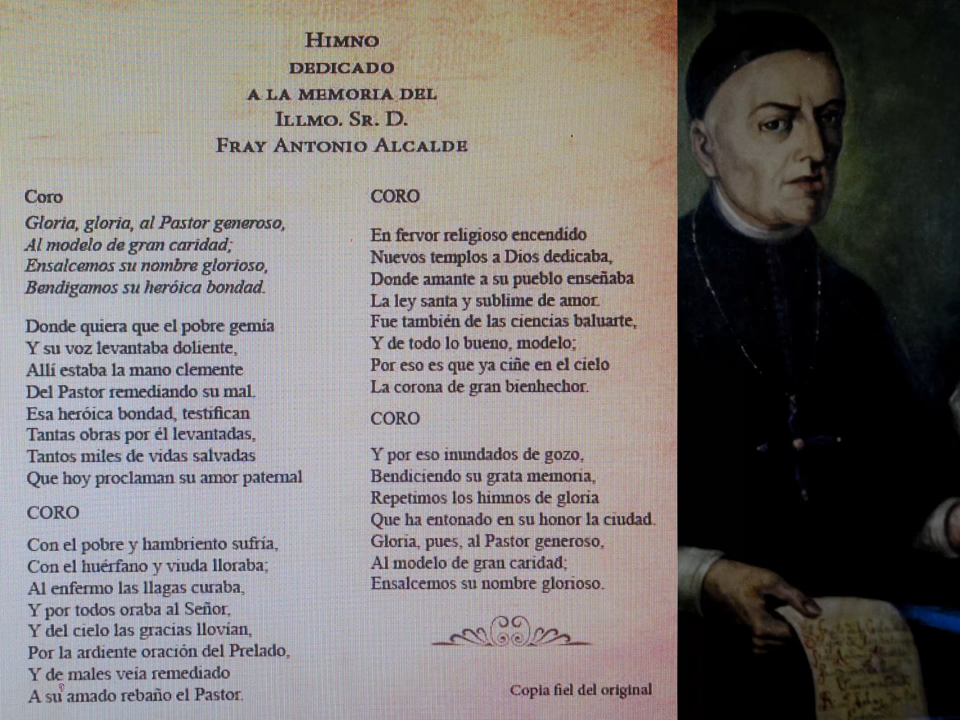 HIMNO
DEDICADO
A LA MEMORIA DEL
ILLMO. SR. D.
FRAY ANTONIO ALCALDE
Coro
Gloria, gloria, al Pastor generoso,
Al modelo de gran caridad;
Ensalcemos su nombre glorioso,
Bendigamos su heróica bondad.
Donde quiera que el pobre gemía
Y su voz levantaba doliente,
Allí estaba la mano clemente
Del Pastor remediando su mal.
Esa heróica bondad, testifican
Tantas obras por él levantadas,
Tantos miles de vidas salvadas
Que hoy proclaman su amor paternal
CORO
Con el pobre y hambriento sufría,
Con el huérfano y viuda lloraba;
Al enfermo las llagas curaba,
Y por todos oraba al Señor,
Y del cielo las gracias llovían,
Por la ardiente oración del Prelado,
Y de males veía remediado
A su amado rebaño el Pastor.
CORO
En fervor religioso encendido
Nuevos templos a Dios dedicaba,
Donde amante a su pueblo enseñaba
La ley santa y sublime de amor.
Fue también de las ciencias baluarte,
Y de todo lo bueno, modelo;
Por eso es que ya ciñe en el cielo
La corona de gran bienhechor.
CORO
Y por eso inundados de gozo,
Bendiciendo su grata memoria,
Repetimos los himnos de gloria
Que ha entonado en su honor la ciudad.
Gloria, pues, al Pastor generoso,
Al modelo de gran caridad;
Ensalcemos su nombre glorioso.
Copia fiel del original